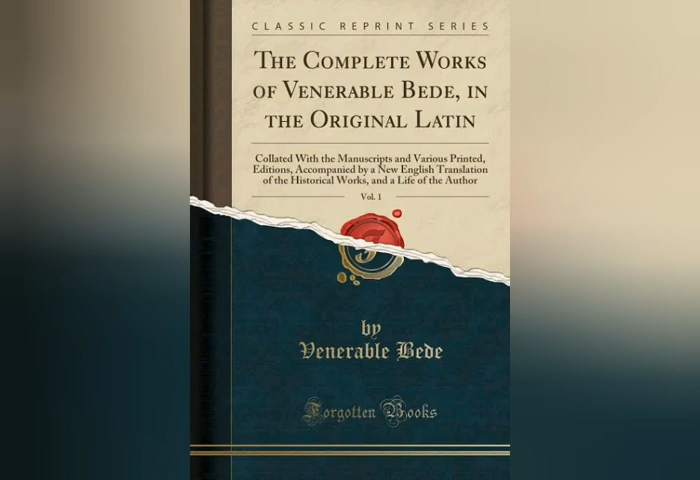 CLASSIC REPRINT SERIES
THE COMPLETE WORKS
OF VENERABLE BEDE, IN
THE ORIGINAL LATIN
Collated With the Manuscripts and Various Printed,
Editions, Accompanied by a New English Translation
of the Historical Works, and a Life of the Author
Vol. 1
F
by
Venerable Bede
Forgotten Books